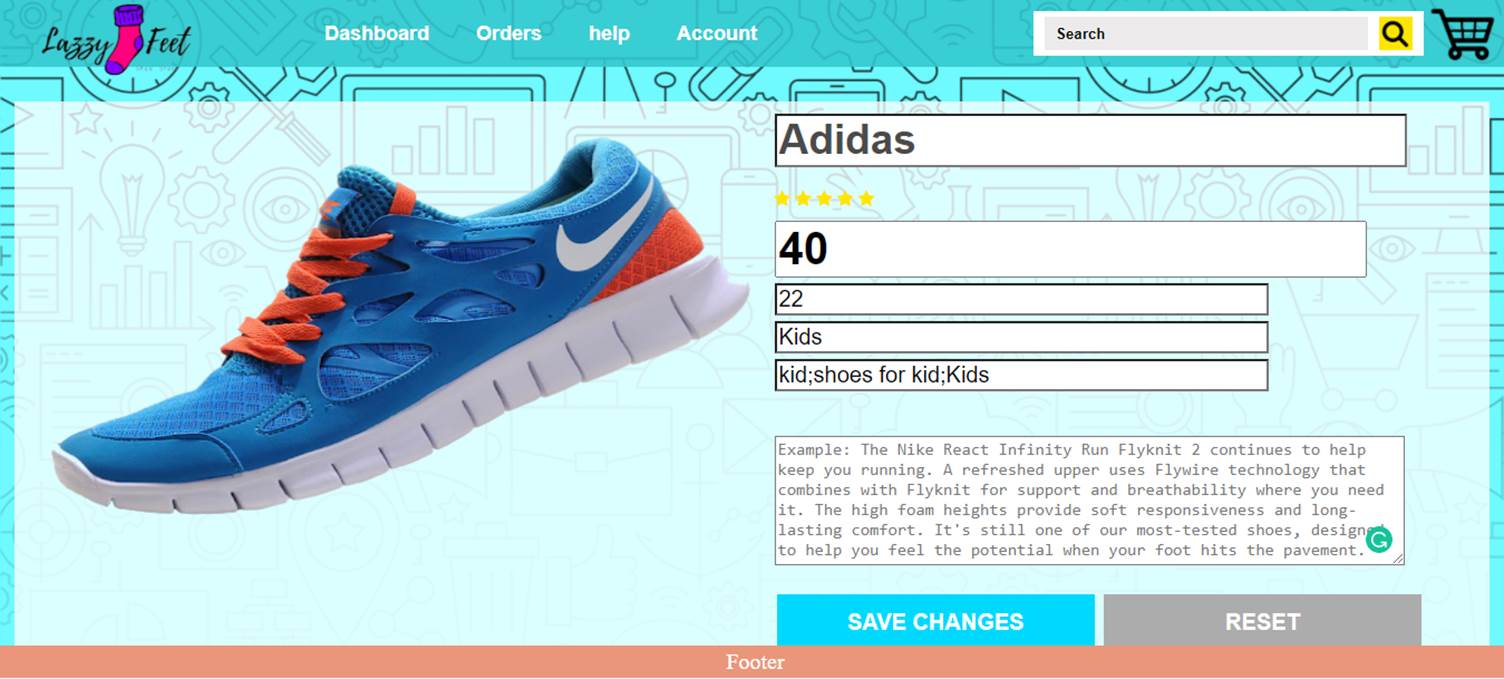 Lazzy Feet
Dashboard Orders help Account
Search
Adidas
40
22
Kids
kid;shoes for kid;Kids
Example: The Nike React Infinity Run Flyknit 2 continues to help
keep you running. A refreshed upper uses Flywire technology that
combines with Flyknit for support and breathability where you need
it. The high foam heights provide soft responsiveness and long-
lasting comfort. It's still one of our most-tested shoes, designed
to help you feel the potential when your foot hits the pavement.
SAVE CHANGES RESET
Footer